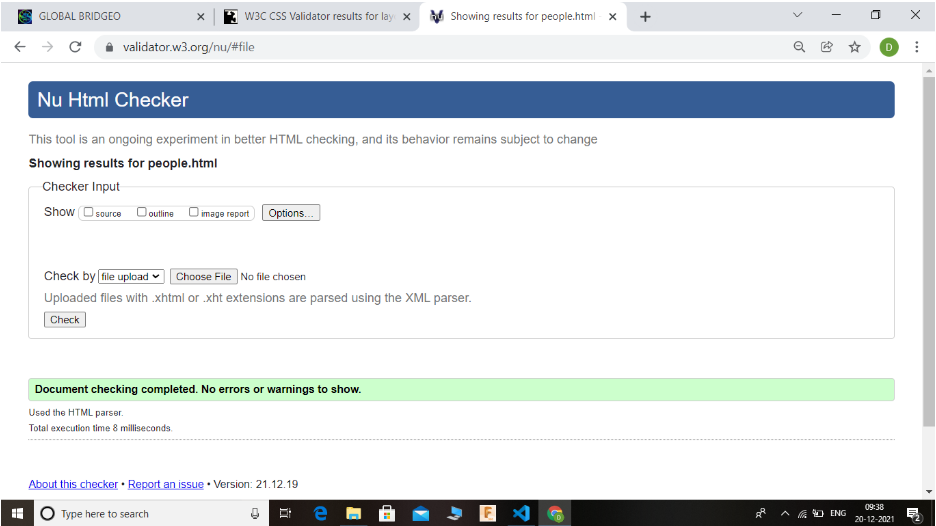 GLOBAL BRIDGEO
W3C CSS Validator results for lay
Showing results for people.html -
validator.w3.org/nu/#file
D
Nu Html Checker
This tool is an ongoing experiment in better HTML checking, and its behavior remains subject to change
Showing results for people.html
Checker Input
Show source outline image report Options...
Check by file upload Choose File No file chosen
Uploaded files with .xhtml or .xht extensions are parsed using the XML parser.
Check
Document checking completed. No errors or warnings to show.
Used the HTML parser.
Total execution time 8 milliseconds.
About this checker • Report an issue • Version: 21.12.19
Type here to search
ENG
09:38
20-12-2021
2